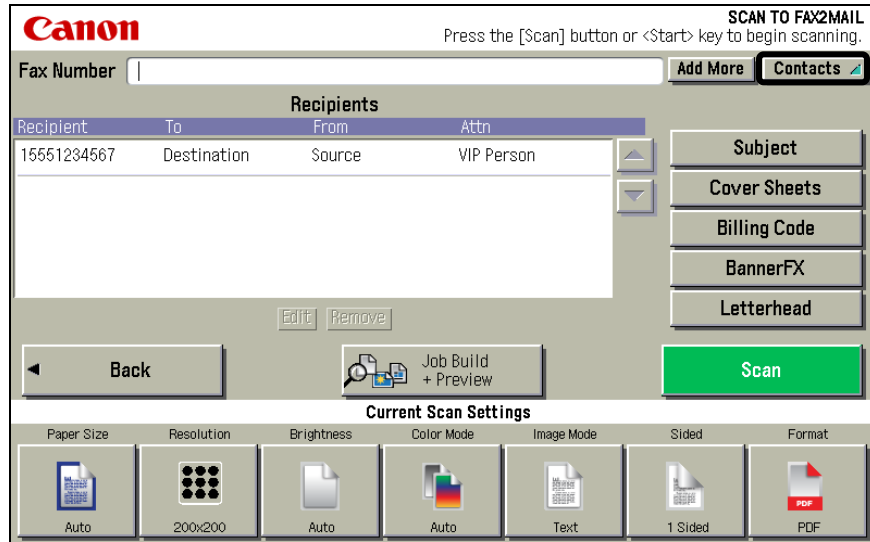 Canon
SCAN TO FAX2MAIL
Press the [Scan] button or <Start> key to begin scanning.
Fax Number
Add More
Contacts
Recipients
Recipient To From Attn
15551234567 Destination Source VIP Person
Subject
Cover Sheets
Billing Code
BannerFX
Letterhead
Edit Remove
Back
Job Build
+ Preview
Scan
Current Scan Settings
Paper Size Resolution Brightness Color Mode Image Mode Sided Format
PDF
Auto 200x200 Auto Auto Text 1 Sided PDF